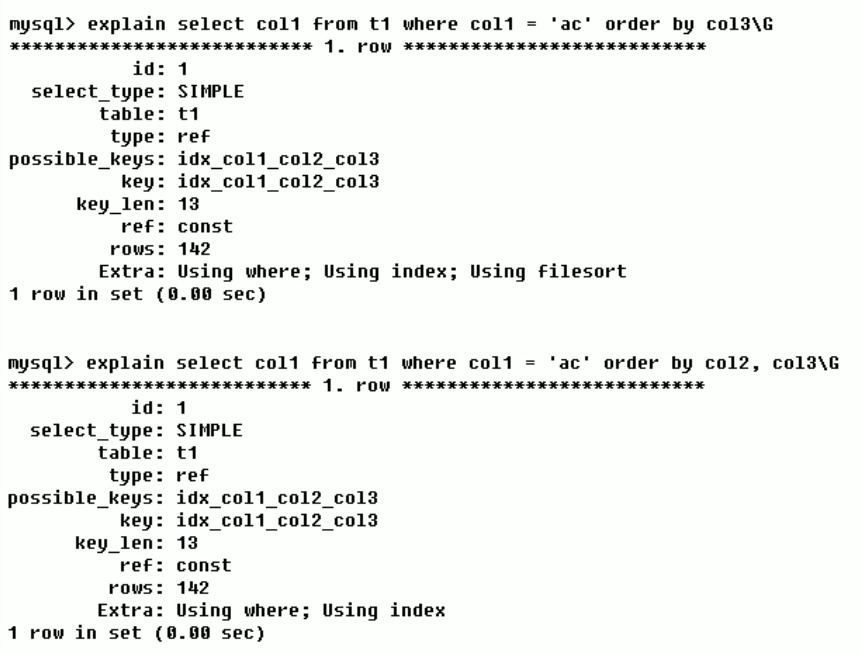 mysql> explain select col1 from t1 where col1 = 'ac' order by col3\G
*************************** 1. row ***************************
id: 1
select_type: SIMPLE
table: t1
type: ref
possible_keys: idx_col1_col2_col3
key: idx_col1_col2_col3
key_len: 13
ref: const
rows: 142
Extra: Using where; Using index; Using filesort
1 row in set (0.00 sec)
mysql> explain select col1 from t1 where col1 = 'ac' order by col2, col3\G
*************************** 1. row ***************************
id: 1
select_type: SIMPLE
table: t1
type: ref
possible_keys: idx_col1_col2_col3
key: idx_col1_col2_col3
key_len: 13
ref: const
rows: 142
Extra: Using where; Using index
1 row in set (0.00 sec)